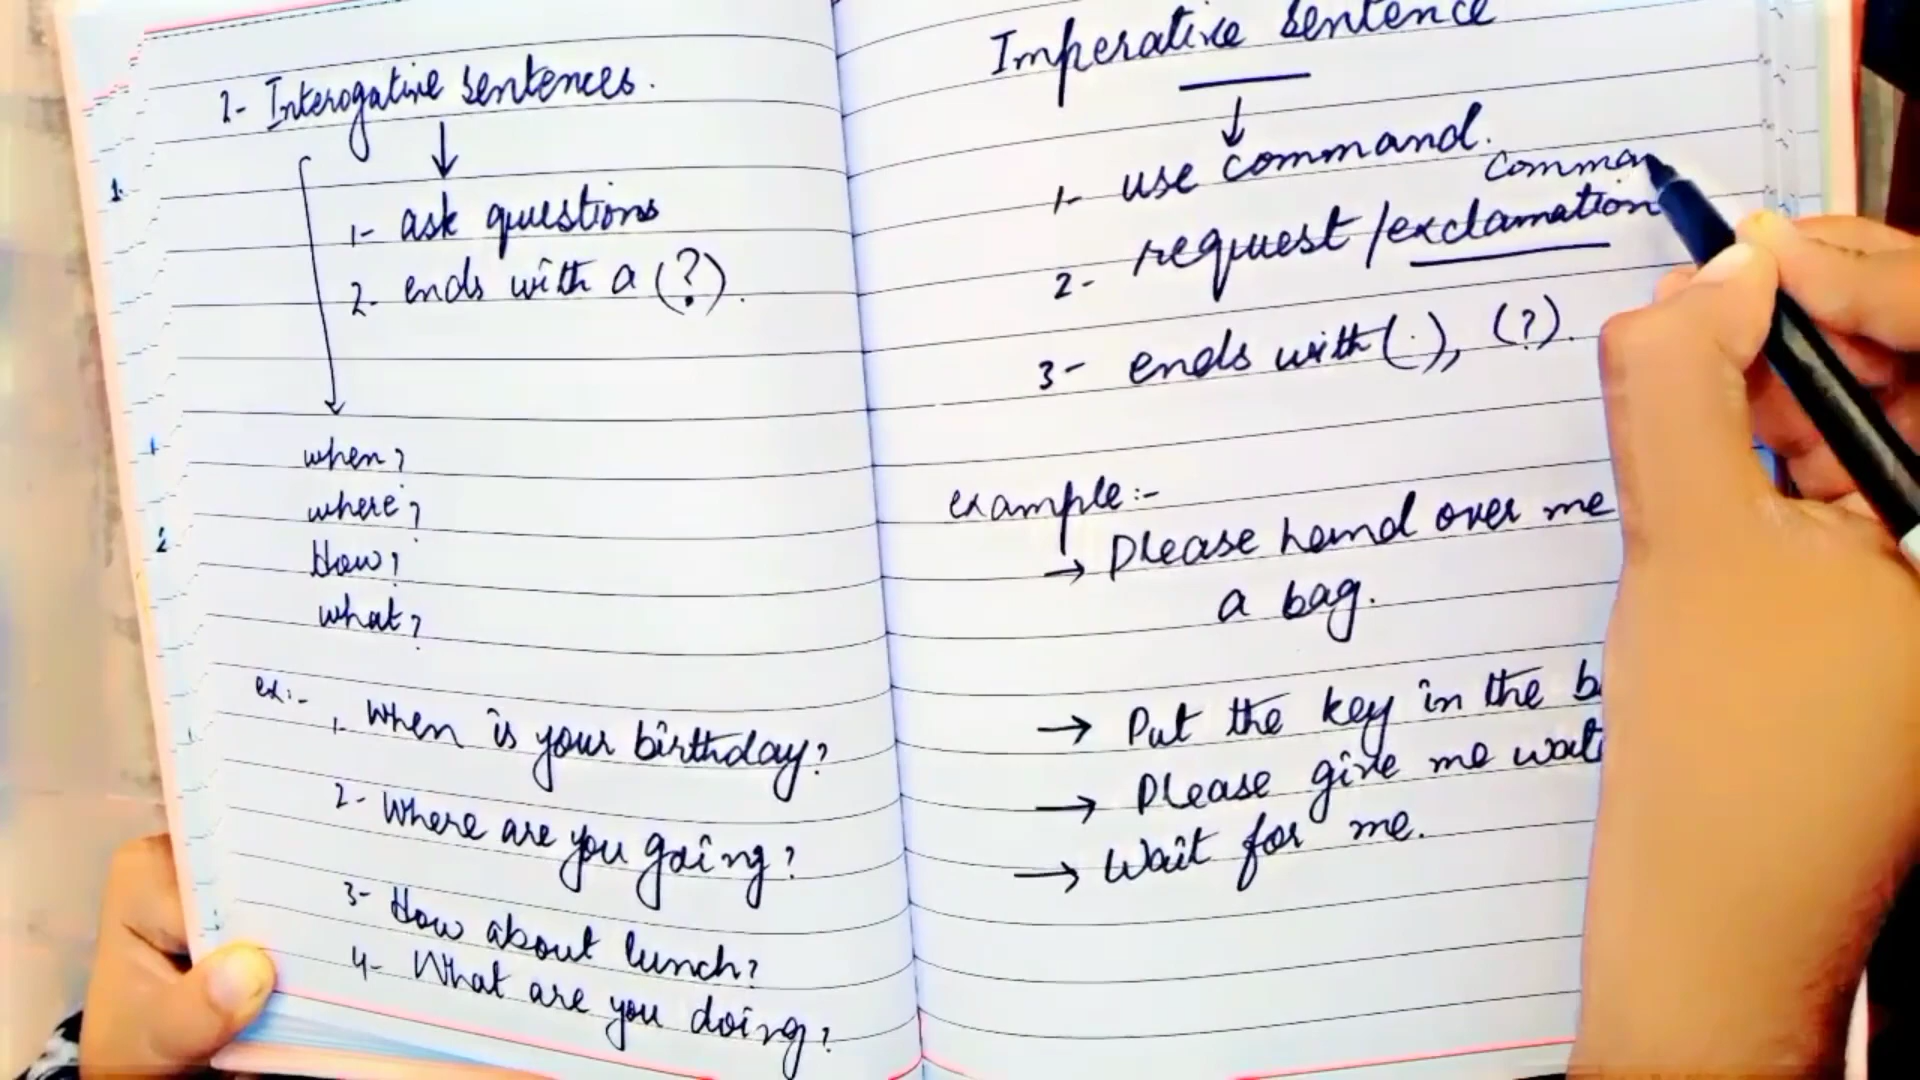 2- Interogative sentences.
1- ask questions
2- ends with a (?).
when?
where?
How?
what?
ex:- 1. When is your birthday?
2- Where are you going?
3- How about lunch?
4- What are you doing?
Imperative sentence
1- use command.
Comman
2- request/exclamation
3- ends with (.), (?).
example:-
→ Please hand over me
a bag.
→ Put the key in the
→ Please give me
→ Wait for me.